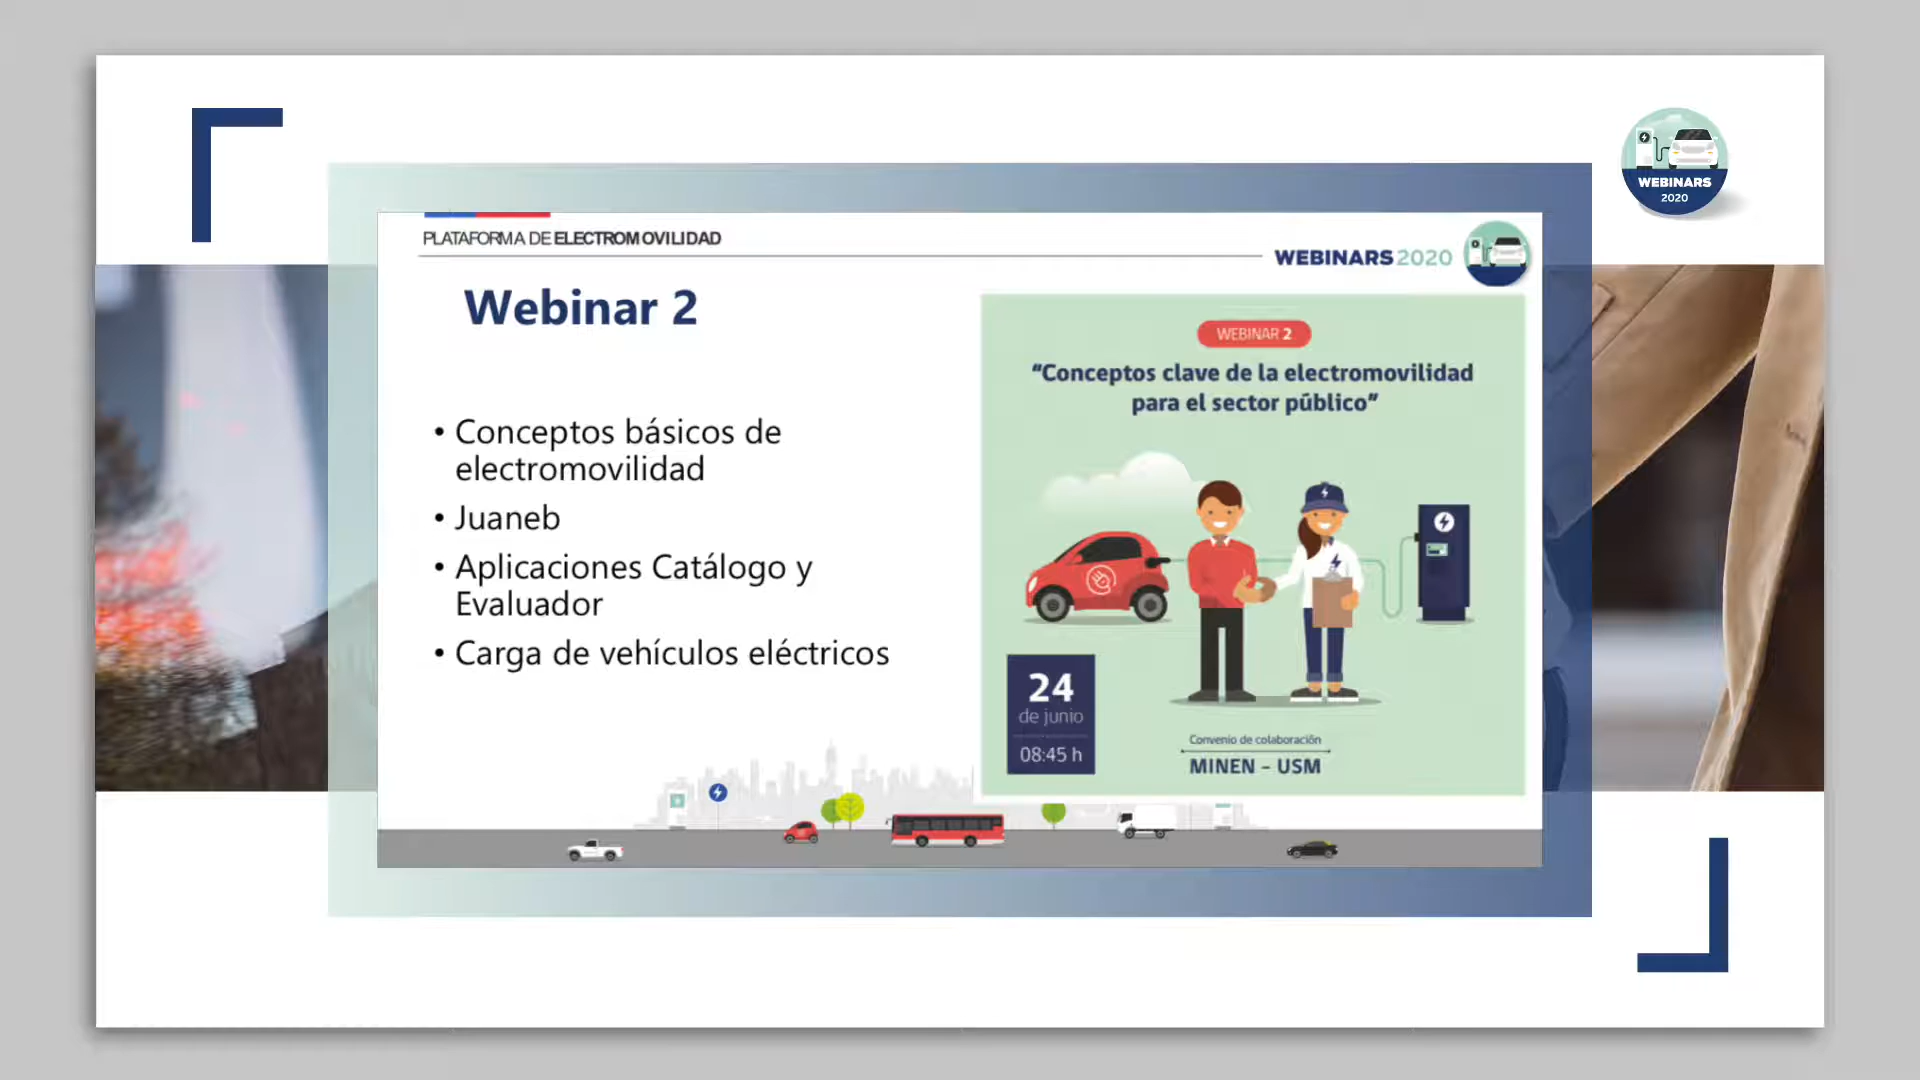 WEBINARS
2020
PLATAFORMA DE ELECTROMOVILIDAD
WEBINARS 2020
Webinar 2
• Conceptos básicos de
electromovilidad
• Juaneb
• Aplicaciones Catálogo y
Evaluador
• Carga de vehículos eléctricos
WEBINAR 2
“Conceptos clave de la electromovilidad
para el sector público”
24
de junio
08:45 h
Convenio de colaboración
MINEN - USM